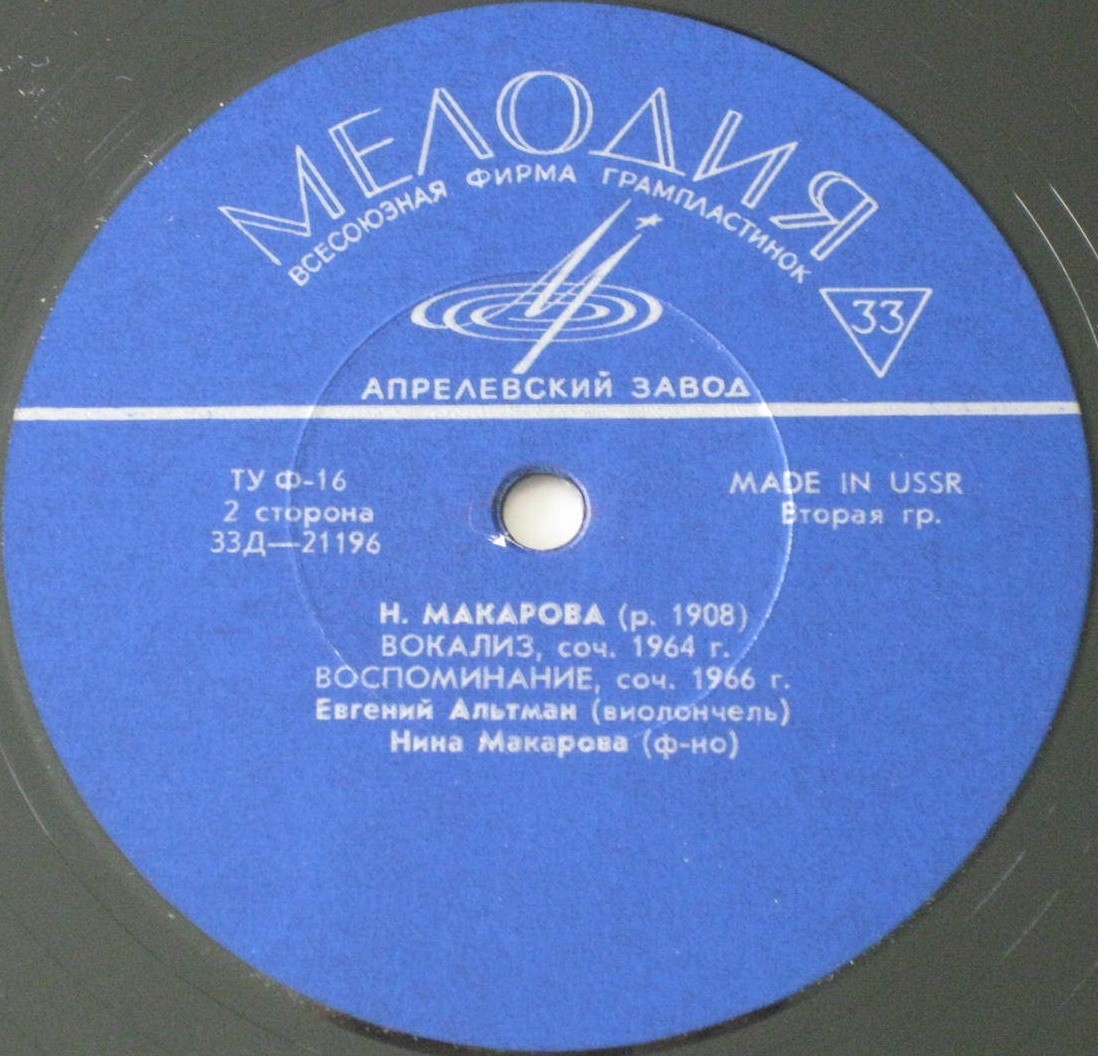 МЕЛОДИЯ
ВСЕСОЮЗНАЯ ФИРМА ГРАМПЛАСТИНОК
33
АПРЕЛЕВСКИЙ ЗАВОД
ТУ Ф-16
2 сторона
33Д—21196
MADE IN USSR
Вторая гр.
Н. МАКАРОВА (р. 1908)
ВОКАЛИЗ, соч. 1964 г.
ВОСПОМИНАНИЕ, соч. 1966 г.
Евгений Альтман (виолончель)
Нина Макарова (ф-но)